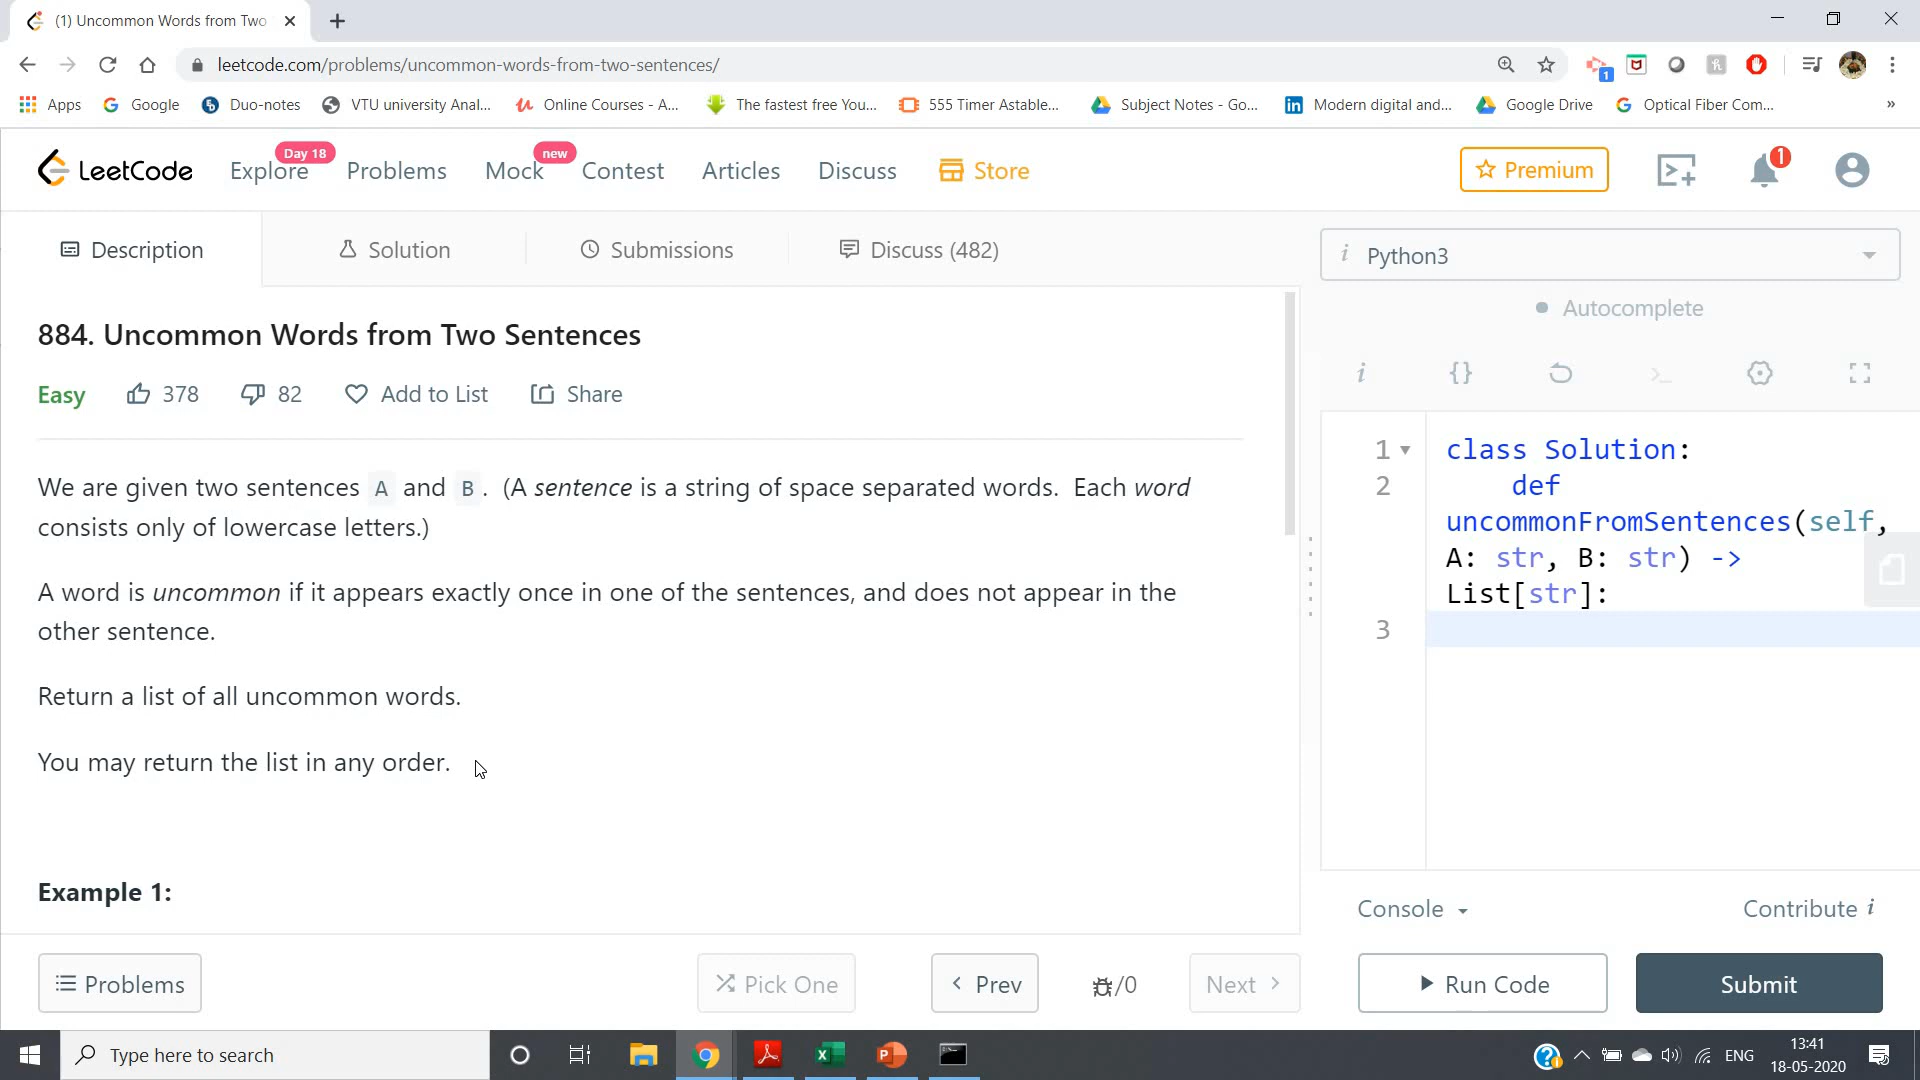 (1) Uncommon Words from Two
leetcode.com/problems/uncommon-words-from-two-sentences/
1
Apps Google Duo-notes VTU university Anal... Online Courses - A... The fastest free You... 555 Timer Astable... Subject Notes - Go... Modern digital and... Google Drive Optical Fiber Com... »
LeetCode Explore Day 18 Problems Mock new Contest Articles Discuss Store Premium 1
Description Solution Submissions Discuss (482)
884. Uncommon Words from Two Sentences
Easy 378 82 Add to List Share
We are given two sentences A and B. (A sentence is a string of space separated words. Each word
consists only of lowercase letters.)
A word is uncommon if it appears exactly once in one of the sentences, and does not appear in the
other sentence.
Return a list of all uncommon words.
You may return the list in any order.
Example 1:
Problems Pick One Prev /0 Next
i Python3
Autocomplete
i {} >_
1 class Solution:
2 def
uncommonFromSentences(self,
A: str, B: str) ->
List[str]:
3
Console Contribute i
Run Code Submit
Type here to search
ENG 13:41
18-05-2020